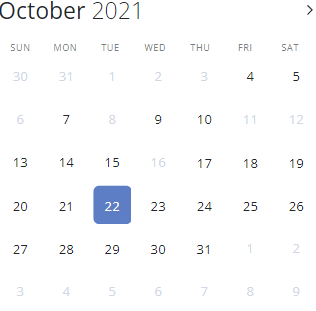 October 2021
SUN MON TUE WED THU FRI SAT
30 31 1 2 3 4 5
6 7 8 9 10 11 12
13 14 15 16 17 18 19
20 21 22 23 24 25 26
27 28 29 30 31 1 2
3 4 5 6 7 8 9